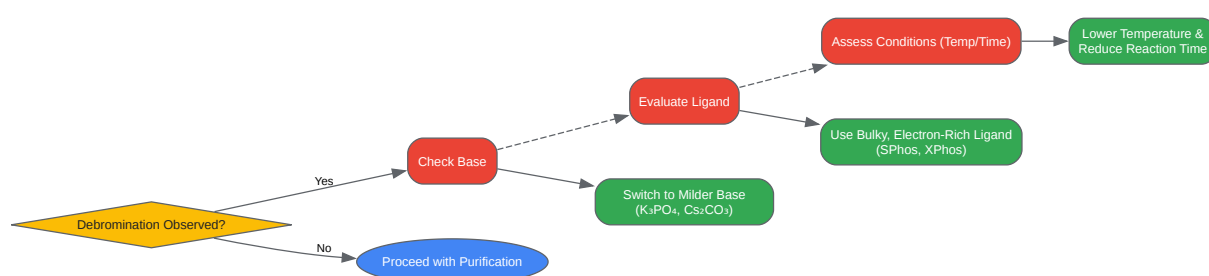 Debromination Observed?
Yes
No
Check Base
Proceed with Purification
Evaluate Ligand
Switch to Milder Base
(K₃PO₄, Cs₂CO₃)
Assess Conditions (Temp/Time)
Use Bulky, Electron-Rich Ligand
(SPhos, XPhos)
Lower Temperature &
Reduce Reaction Time